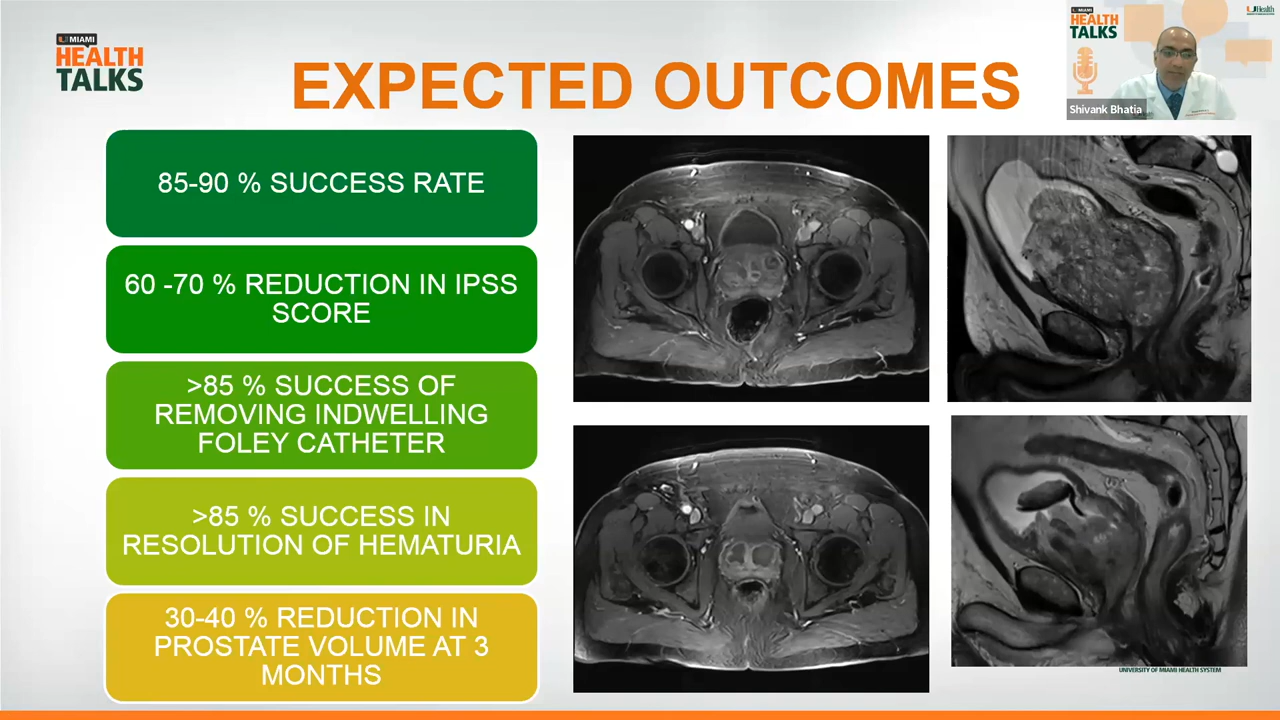 U MIAMI
HEALTH
TALKS
EXPECTED OUTCOMES
U MIAMI
HEALTH
TALKS
UHealth
Shivank Bhatia
85-90 % SUCCESS RATE
60 -70 % REDUCTION IN IPSS
SCORE
>85 % SUCCESS OF
REMOVING INDWELLING
FOLEY CATHETER
>85 % SUCCESS IN
RESOLUTION OF HEMATURIA
30-40 % REDUCTION IN
PROSTATE VOLUME AT 3
MONTHS
UNIVERSITY OF MIAMI HEALTH SYSTEM